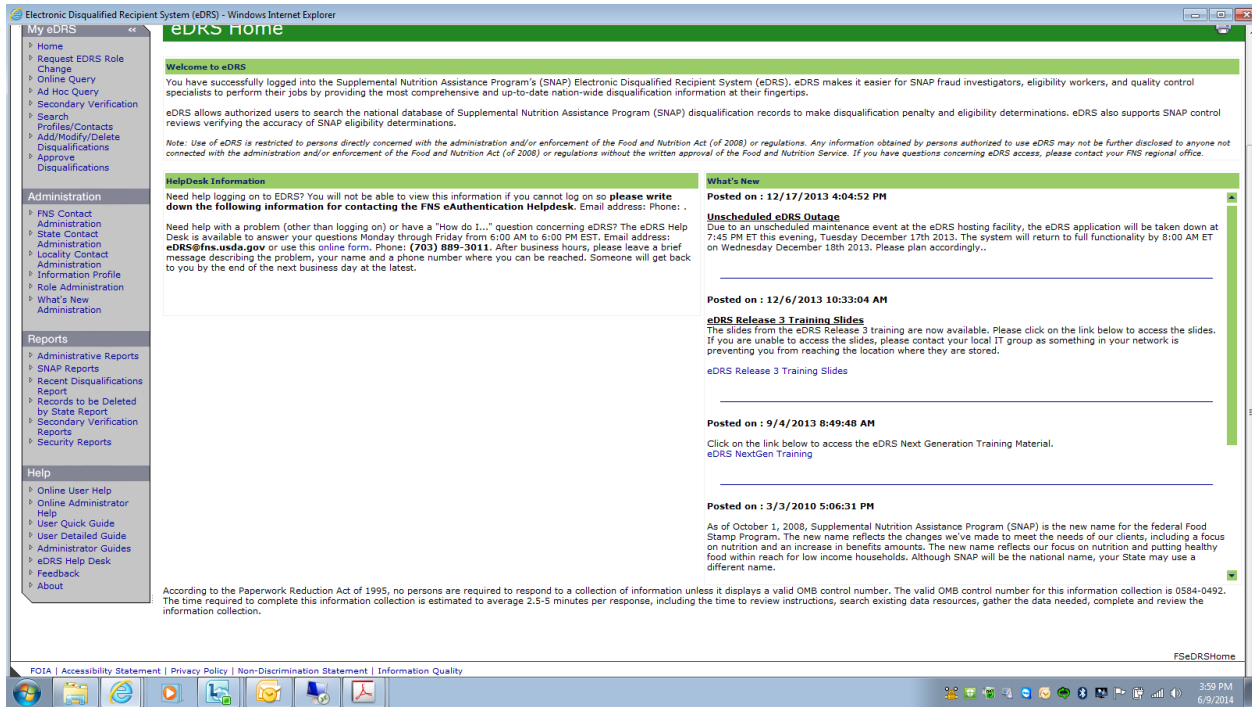 Electronic Disqualified Recipient System (eDRS) - Windows Internet Explorer
My eDRS «
Home
Request EDRS Role
Change
Online Query
Ad Hoc Query
Secondary Verification
Search
Profiles/Contacts
Add/Modify/Delete
Disqualifications
Approve
Disqualifications
Administration
FNS Contact
Administration
State Contact
Administration
Locality Contact
Administration
Information Profile
Role Administration
What's New
Administration
Reports
Administrative Reports
SNAP Reports
Recent Disqualifications
Report
Records to be Deleted
by State Report
Secondary Verification
Reports
Security Reports
Help
Online User Help
Online Administrator
Help
User Quick Guide
User Detailed Guide
Administrator Guides
eDRS Help Desk
Feedback
About
eDRS Home
Welcome to eDRS
You have successfully logged into the Supplemental Nutrition Assistance Program's (SNAP) Electronic Disqualified Recipient System (eDRS). eDRS makes it easier for SNAP fraud investigators, eligibility workers, and quality control
specialists to perform their jobs by providing the most comprehensive and up-to-date nation-wide disqualification information at their fingertips.
eDRS allows authorized users to search the national database of Supplemental Nutrition Assistance Program (SNAP) disqualification records to make disqualification penalty and eligibility determinations. eDRS also supports SNAP control
reviews verifying the accuracy of SNAP eligibility determinations.
Note: Use of eDRS is restricted to persons directly concerned with the administration and/or enforcement of the Food and Nutrition Act (of 2008) or regulations. Any information obtained by persons authorized to use eDRS may not be further disclosed to anyone not
connected with the administration and/or enforcement of the Food and Nutrition Act (of 2008) or regulations without the written approval of the Food and Nutrition Service. If you have questions concerning eDRS access, please contact your FNS regional office.
HelpDesk Information
Need help logging on to EDRS? You will not be able to view this information if you cannot log on so please write
down the following information for contacting the FNS eAuthentication Helpdesk. Email address: Phone: .
Need help with a problem (other than logging on) or have a "How do I..." question concerning eDRS? The eDRS Help
Desk is available to answer your questions Monday through Friday from 6:00 AM to 6:00 PM EST. Email address:
eDRS@fns.usda.gov or use this online form. Phone: (703) 889-3011. After business hours, please leave a brief
message describing the problem, your name and a phone number where you can be reached. Someone will get back
to you by the end of the next business day at the latest.
What's New
Posted on : 12/17/2013 4:04:52 PM
Unscheduled eDRS Outage
Due to an unscheduled maintenance event at the eDRS hosting facility, the eDRS application will be taken down at
7:45 PM ET this evening, Tuesday December 17th 2013. The system will return to full functionality by 8:00 AM ET
on Wednesday December 18th 2013. Please plan accordingly..
Posted on : 12/6/2013 10:33:04 AM
eDRS Release 3 Training Slides
The slides from the eDRS Release 3 training are now available. Please click on the link below to access the slides.
If you are unable to access the slides, please contact your local IT group as something in your network is
preventing you from reaching the location where they are stored.
eDRS Release 3 Training Slides
Posted on : 9/4/2013 8:49:48 AM
Click on the link below to access the eDRS Next Generation Training Material.
eDRS NextGen Training
Posted on : 3/3/2010 5:06:31 PM
As of October 1, 2008, Supplemental Nutrition Assistance Program (SNAP) is the new name for the federal Food
Stamp Program. The new name reflects the changes we've made to meet the needs of our clients, including a focus
on nutrition and an increase in benefits amounts. The new name reflects our focus on nutrition and putting healthy
food within reach for low income households. Although SNAP will be the national name, your State may use a
different name.
According to the Paperwork Reduction Act of 1995, no persons are required to respond to a collection of information unless it displays a valid OMB control number. The valid OMB control number for this information collection is 0584-0492.
The time required to complete this information collection is estimated to average 2.5-5 minutes per response, including the time to review instructions, search existing data resources, gather the data needed, complete and review the
information collection.
FSeDRSHome
FOIA | Accessibility Statement | Privacy Policy | Non-Discrimination Statement | Information Quality
3:59 PM
6/9/2014